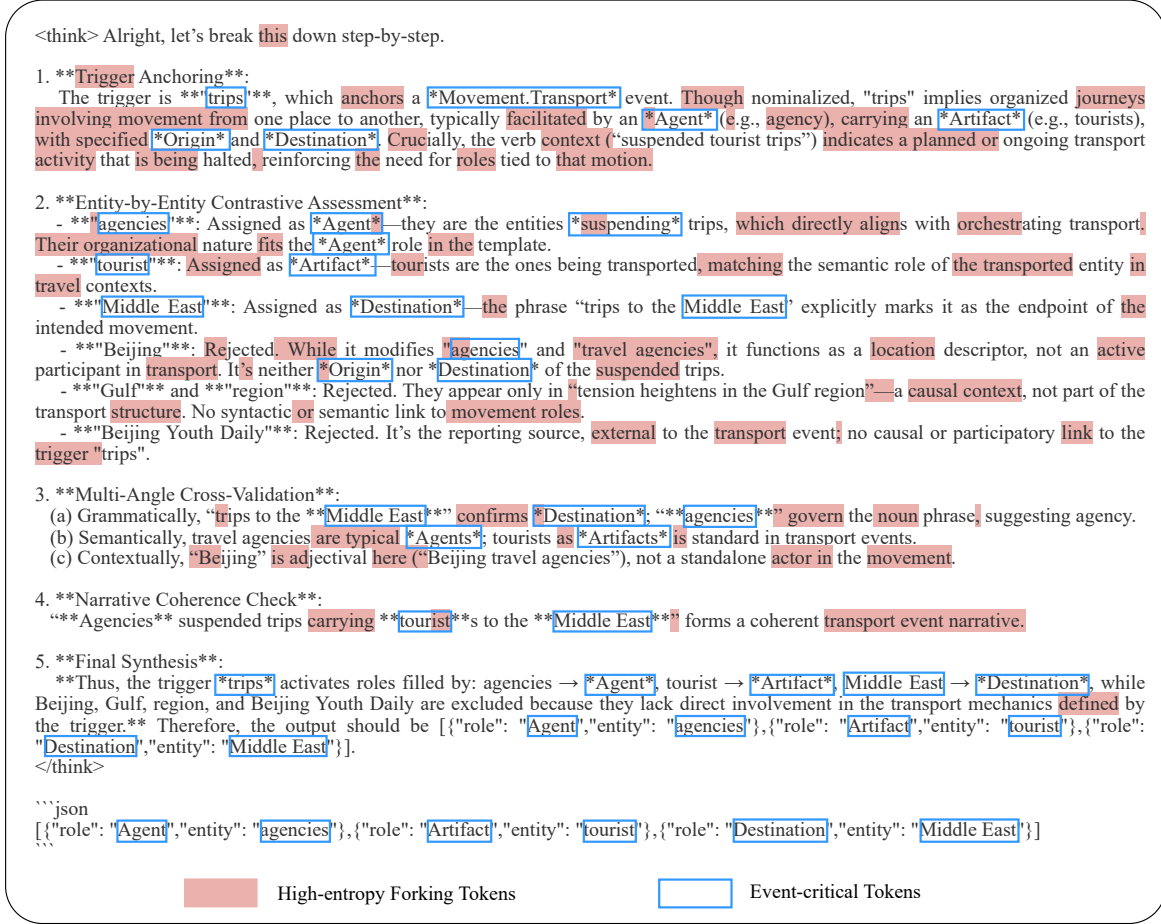 <think> Alright, let’s break this down step-by-step.
1. **Trigger Anchoring**:
The trigger is **"trips"**, which anchors a *Movement.Transport* event. Though nominalized, "trips" implies organized journeys
involving movement from one place to another, typically facilitated by an *Agent* (e.g., agency), carrying an *Artifact* (e.g., tourists),
with specified *Origin* and *Destination*. Crucially, the verb context (“suspended tourist trips”) indicates a planned or ongoing transport
activity that is being halted, reinforcing the need for roles tied to that motion.
2. **Entity-by-Entity Contrastive Assessment**:
- **"agencies"**: Assigned as *Agent*—they are the entities *suspending* trips, which directly aligns with orchestrating transport.
Their organizational nature fits the *Agent* role in the template.
- **"tourist"**: Assigned as *Artifact*—tourists are the ones being transported, matching the semantic role of the transported entity in
travel contexts.
- **"Middle East"**: Assigned as *Destination*—the phrase “trips to the Middle East” explicitly marks it as the endpoint of the
intended movement.
- **"Beijing"**: Rejected. While it modifies "agencies" and "travel agencies", it functions as a location descriptor, not an active
participant in transport. It’s neither *Origin* nor *Destination* of the suspended trips.
- **"Gulf"** and **"region"**: Rejected. They appear only in “tension heightens in the Gulf region”—a causal context, not part of the
transport structure. No syntactic or semantic link to movement roles.
- **"Beijing Youth Daily"**: Rejected. It’s the reporting source, external to the transport event; no causal or participatory link to the
trigger "trips".
3. **Multi-Angle Cross-Validation**:
(a) Grammatically, “trips to the **Middle East**” confirms *Destination*; “**agencies**” govern the noun phrase, suggesting agency.
(b) Semantically, travel agencies are typical *Agents*; tourists as *Artifacts* is standard in transport events.
(c) Contextually, “Beijing” is adjectival here (“Beijing travel agencies”), not a standalone actor in the movement.
4. **Narrative Coherence Check**:
“**Agencies** suspended trips carrying **tourist**s to the **Middle East**” forms a coherent transport event narrative.
5. **Final Synthesis**:
**Thus, the trigger *trips* activates roles filled by: agencies → *Agent*, tourist → *Artifact*, Middle East → *Destination*, while
Beijing, Gulf, region, and Beijing Youth Daily are excluded because they lack direct involvement in the transport mechanics defined by
the trigger.** Therefore, the output should be [{"role": "Agent","entity": "agencies"},{"role": "Artifact","entity": "tourist"},{"role":
"Destination","entity": "Middle East"}].
</think>
```json
[{"role": "Agent","entity": "agencies"},{"role": "Artifact","entity": "tourist"},{"role": "Destination","entity": "Middle East"}]
```
High-entropy Forking Tokens
Event-critical Tokens